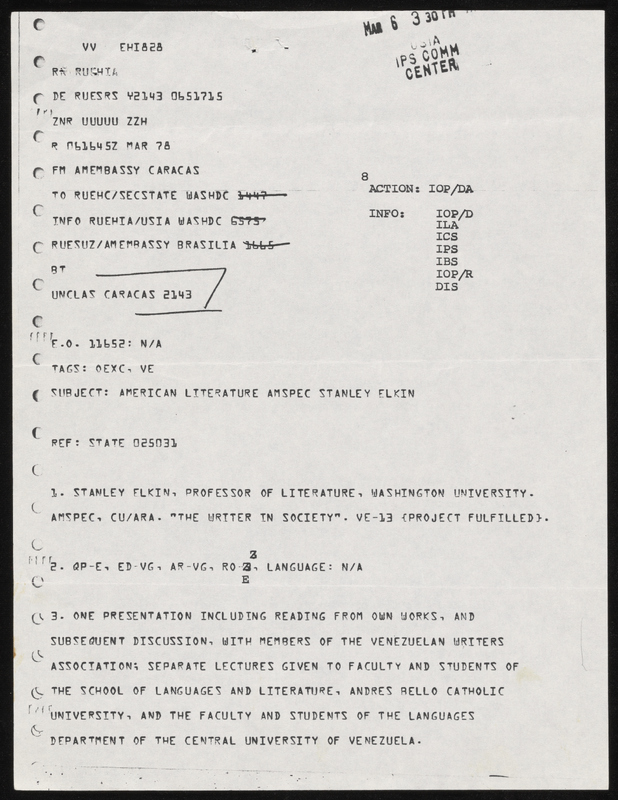 MAR 6 3 30 PM
USIA
IPS COMM
CENTER
VV EHI828
RR RUEHIA
DE RUESRS Y2143 0651715
ZNR UUUUU ZZH
R 061645Z MAR 78
FM AMEMBASSY CARACAS
TO RUEHC/SECSTATE WASHDC 1447
INFO RUEHIA/USIA WASHDC 6575
RUESUZ/AMEMBASSY BRASILIA 1665
BT
UNCLAS CARACAS 2143
8
ACTION: IOP/DA
INFO: IOP/D
ILA
ICS
IPS
IBS
IOP/R
DIS
E.O. 11652: N/A
TAGS: OEXC, VE
SUBJECT: AMERICAN LITERATURE AMSPEC STANLEY ELKIN
REF: STATE 025031
1. STANLEY ELKIN, PROFESSOR OF LITERATURE, WASHINGTON UNIVERSITY.
AMSPEC, CU/ARA. "THE WRITER IN SOCIETY". VE-13 {PROJECT FULFILLED}.
2. QP-E, ED-VG, AR-VG, RO- , LANGUAGE: N/A
3
E
3. ONE PRESENTATION INCLUDING READING FROM OWN WORKS, AND
SUBSEQUENT DISCUSSION, WITH MEMBERS OF THE VENEZUELAN WRITERS
ASSOCIATION; SEPARATE LECTURES GIVEN TO FACULTY AND STUDENTS OF
THE SCHOOL OF LANGUAGES AND LITERATURE, ANDRES BELLO CATHOLIC
UNIVERSITY, AND THE FACULTY AND STUDENTS OF THE LANGUAGES
DEPARTMENT OF THE CENTRAL UNIVERSITY OF VENEZUELA.